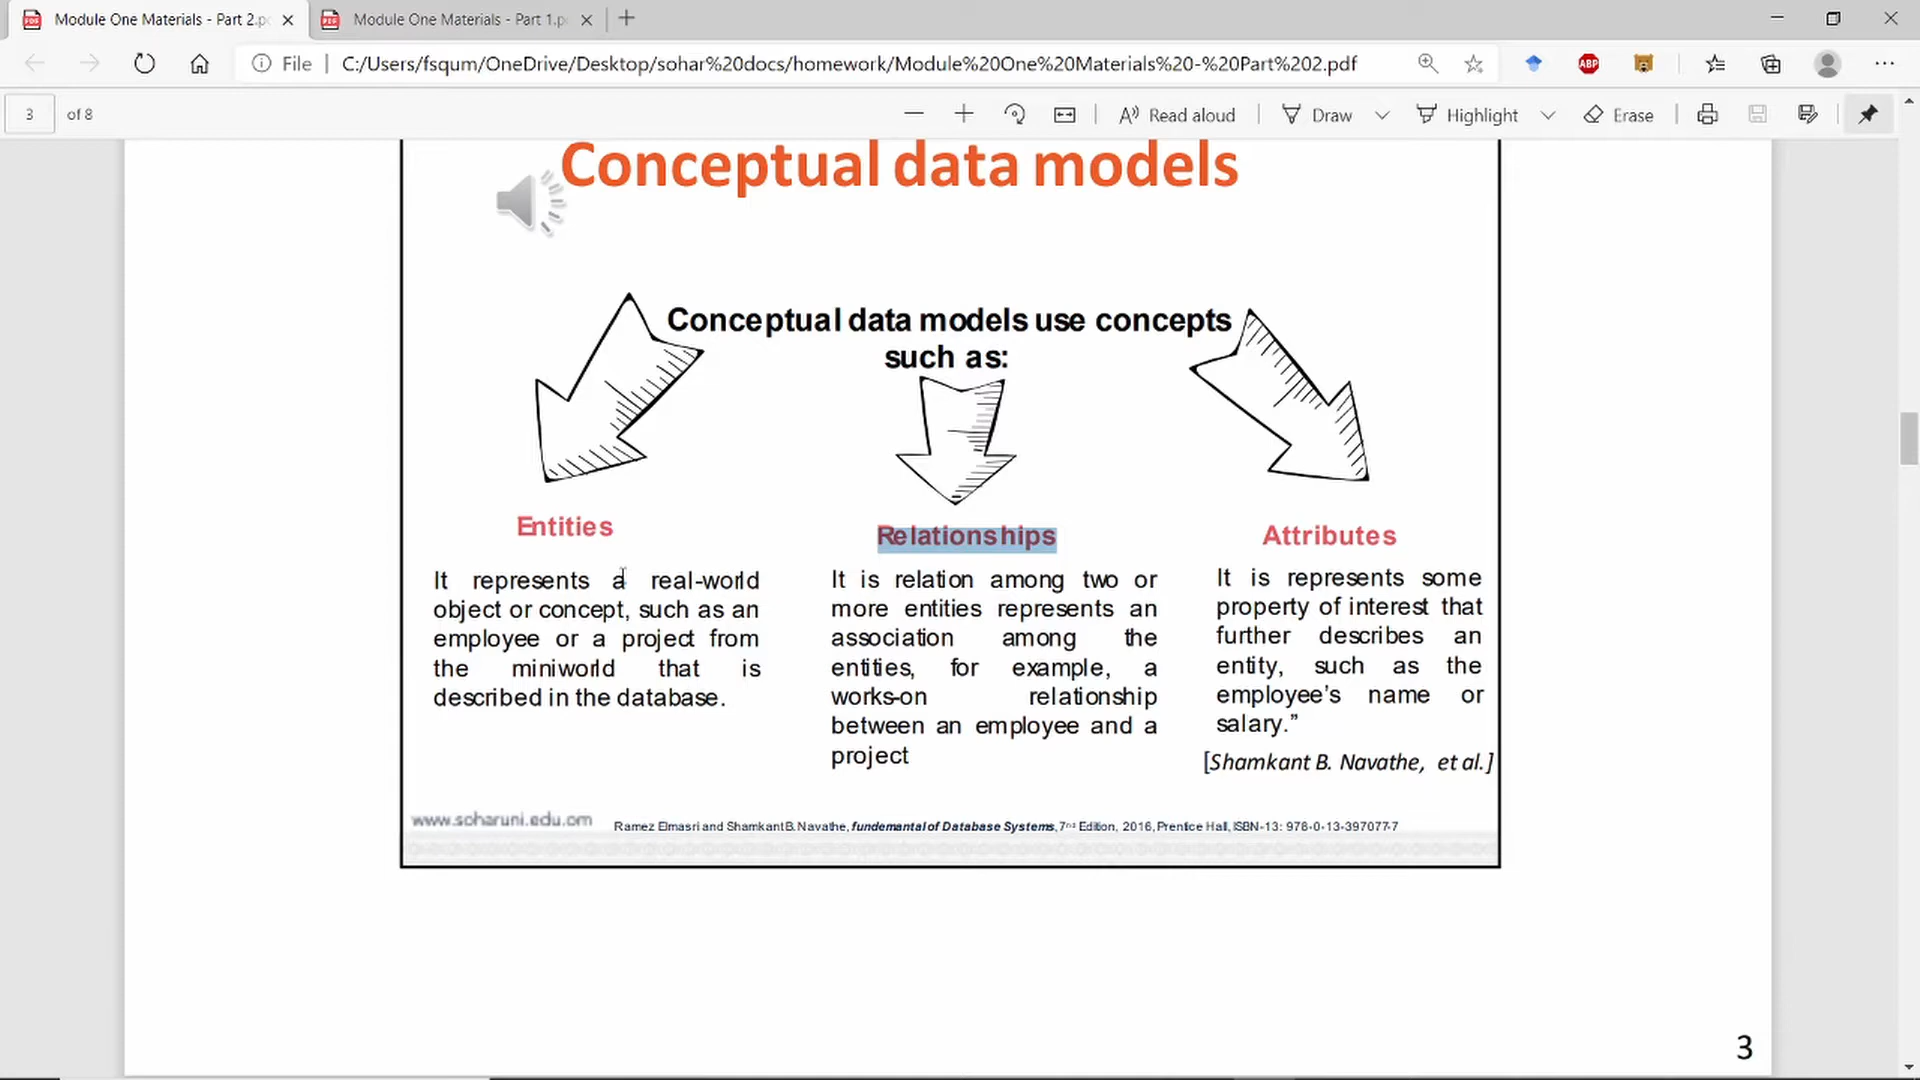 Module One Materials - Part 2.p
Module One Materials - Part 1.p
File
C:/Users/fsqum/OneDrive/Desktop/sohar%20docs/homework/Module%20One%20Materials%20-%20Part%202.pdf
ABP
3 of 8
Read aloud
Draw
Highlight
Erase
Conceptual data models
Conceptual data models use concepts
such as:
Entities
It represents a real-world
object or concept, such as an
employee or a project from
the miniworld that is
described in the database.
Relationships
It is relation among two or
more entities represents an
association among the
entities, for example, a
works-on relationship
between an employee and a
project
Attributes
It is represents some
property of interest that
further describes an
entity, such as the
employee's name or
salary.”
[Shamkant B. Navathe, et al.]
www.soharuni.edu.om
Ramez Elmasri and Shamkant B. Navathe, fundemantal of Database Systems, 7nd Edition, 2016, Prentice Hall, ISBN-13: 978-0-13-397077-7
3